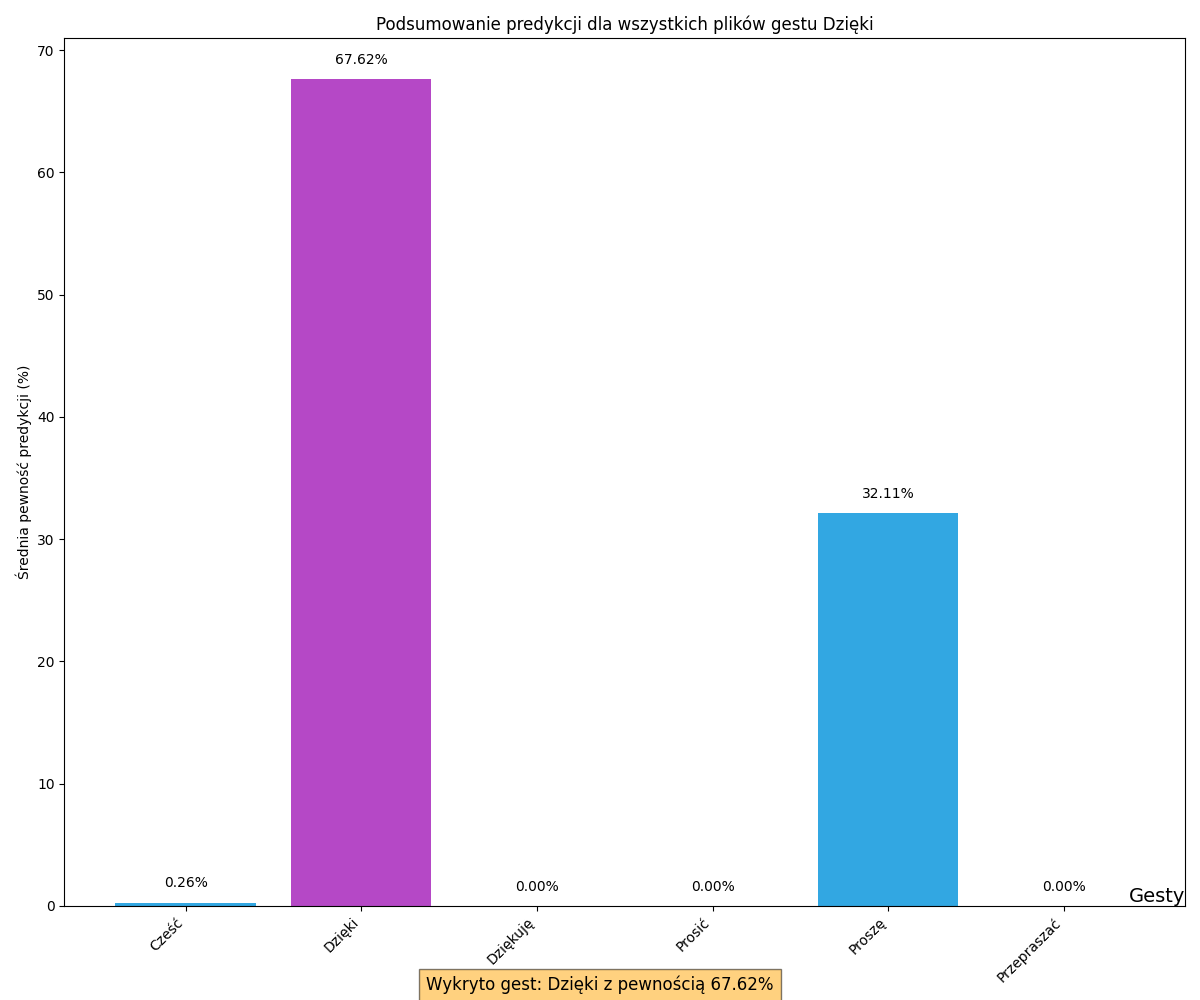 Podsumowanie predykcji dla wszystkich plików gestu Dzięki
Średnia pewność predykcji (%)
70
60
50
40
30
20
10
0
0.26%
67.62%
0.00%
0.00%
32.11%
0.00%
Cześć
Dzięki
Dziękuję
Prosić
Proszę
Przepraszać
Gesty
Wykryto gest: Dzięki z pewnością 67.62%